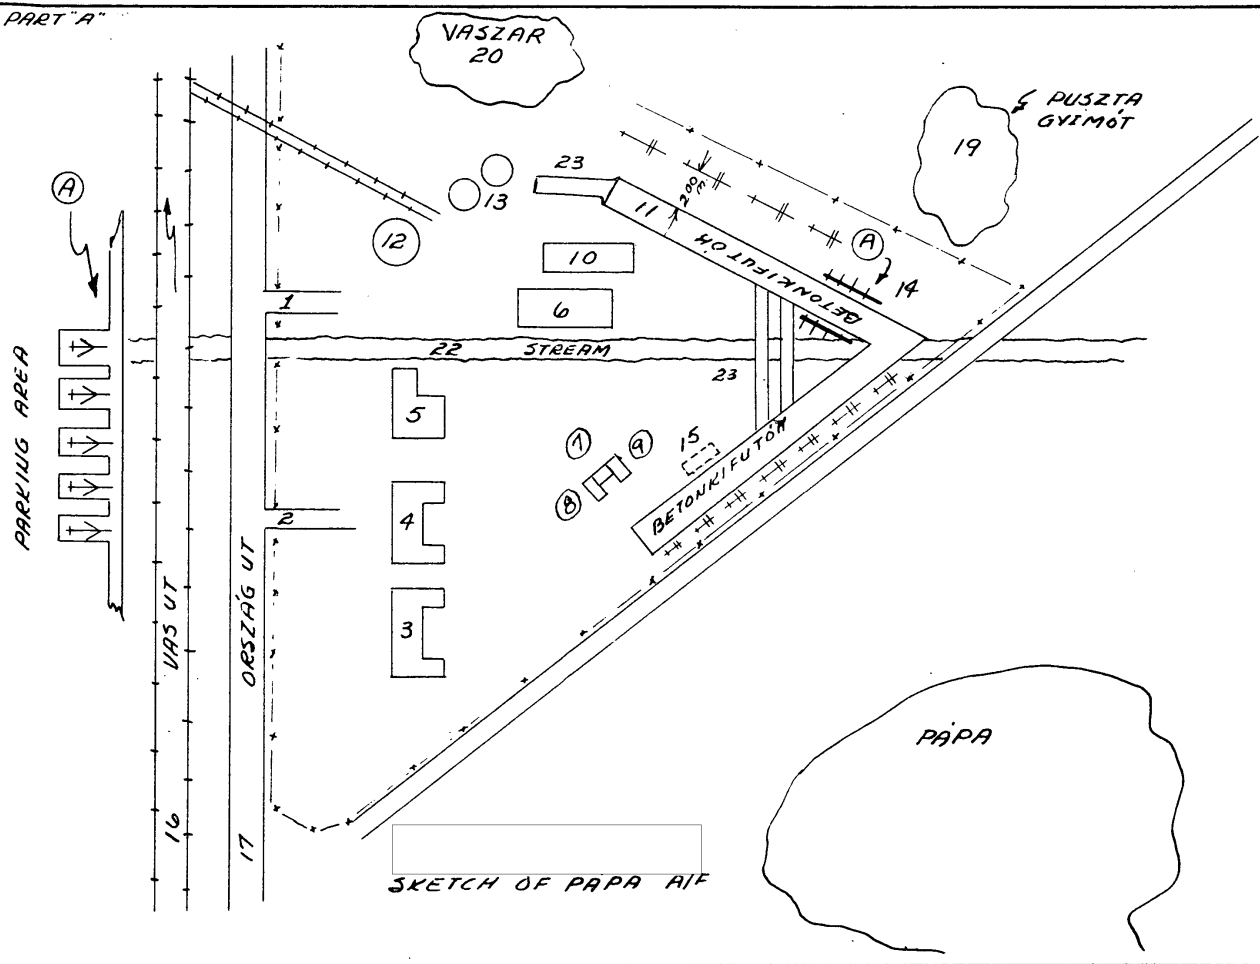 PART "A"
VASZAR
20
PUSZTA
GYIMÓT
19
A
23
13
11
200 m.
12
BETONKIFUTÓH
A
14
10
1
6
22
STREAM
23
5
PARKING AREA
7
9
15
8
BETONKIFUTÓH
2
4
VAS UT
ORSZÁG UT
3
PÁPA
16
17
SKETCH OF PAPA A/F